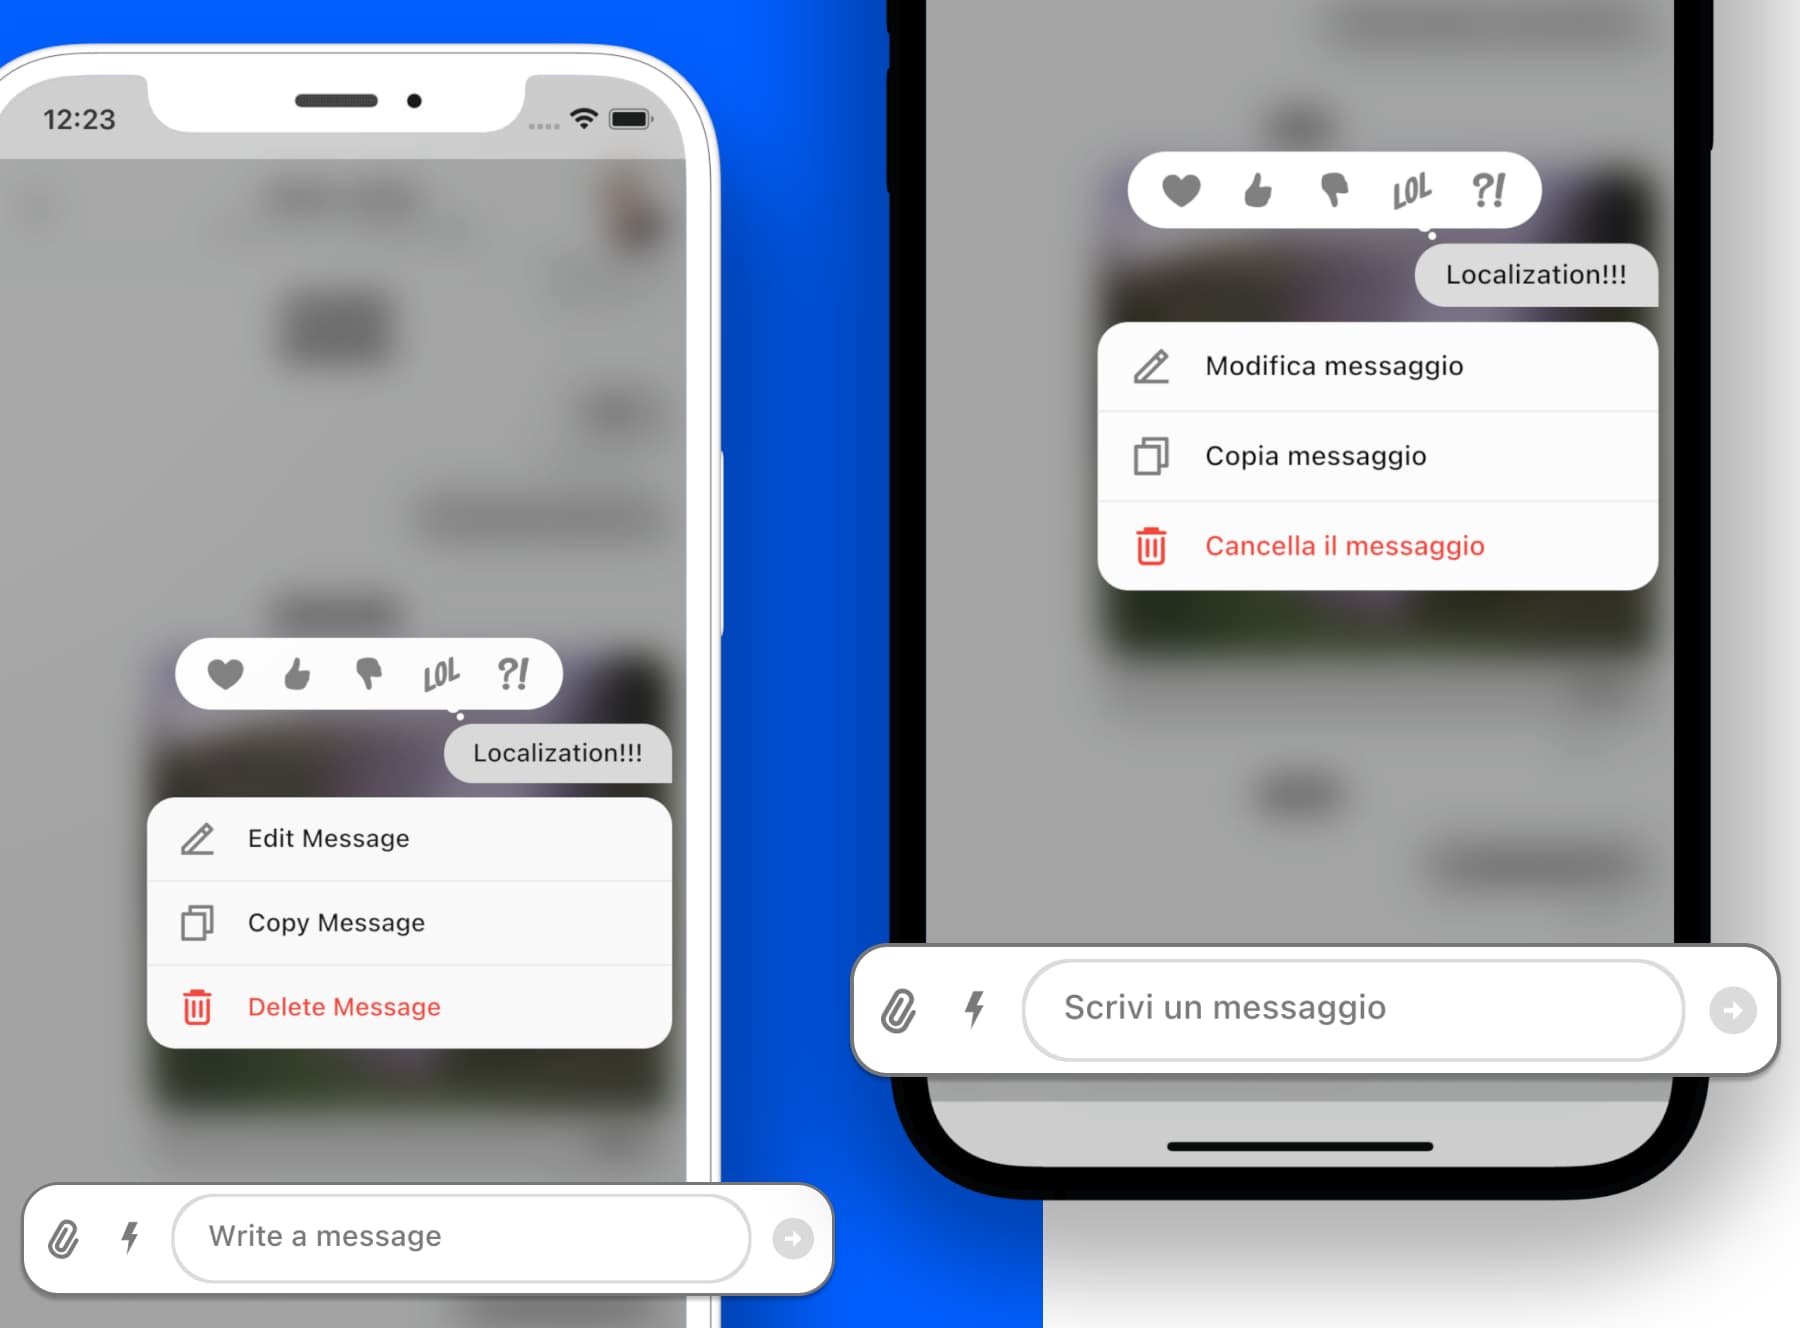 12:23
LOL ?!
Localization!!!
Edit Message
Copy Message
Delete Message
Write a message
LOL ?!
Localization!!!
Modifica messaggio
Copia messaggio
Cancella il messaggio
Scrivi un messaggio